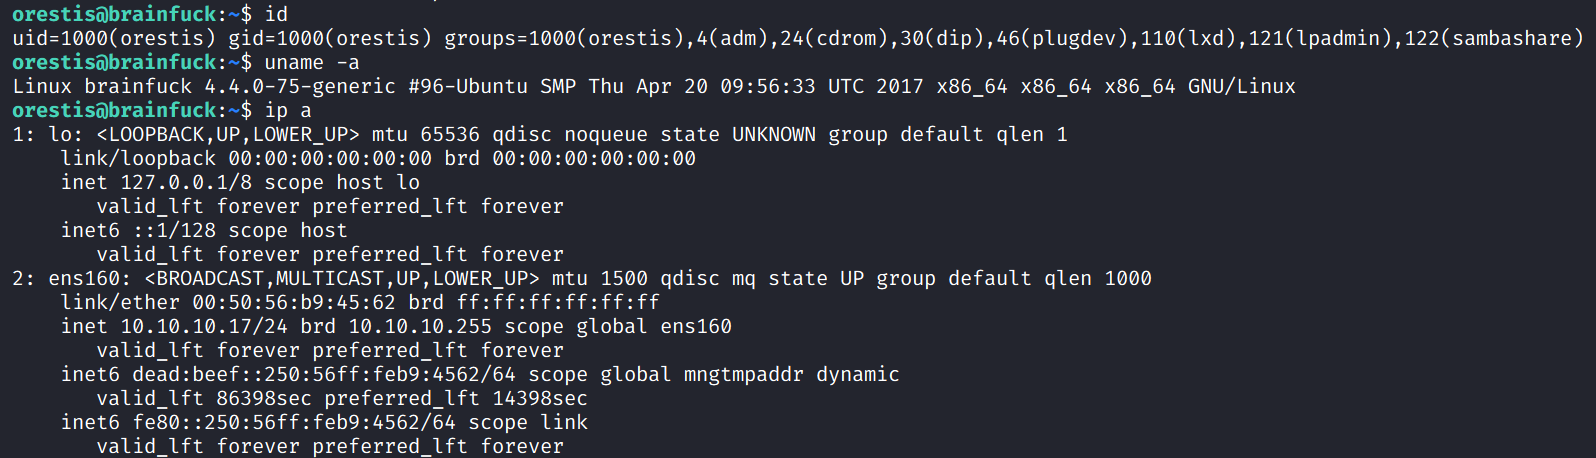 orestis@brainfuck:~$ id
uid=1000(orestis) gid=1000(orestis) groups=1000(orestis),4(adm),24(cdrom),30(dip),46(plugdev),110(lxd),121(lpadmin),122(sambashare)
orestis@brainfuck:~$ uname -a
Linux brainfuck 4.4.0-75-generic #96-Ubuntu SMP Thu Apr 20 09:56:33 UTC 2017 x86_64 x86_64 x86_64 GNU/Linux
orestis@brainfuck:~$ ip a
1: lo: <LOOPBACK,UP,LOWER_UP> mtu 65536 qdisc noqueue state UNKNOWN group default qlen 1
    link/loopback 00:00:00:00:00:00 brd 00:00:00:00:00:00
    inet 127.0.0.1/8 scope host lo
       valid_lft forever preferred_lft forever
    inet6 ::1/128 scope host
       valid_lft forever preferred_lft forever
2: ens160: <BROADCAST,MULTICAST,UP,LOWER_UP> mtu 1500 qdisc mq state UP group default qlen 1000
    link/ether 00:50:56:b9:45:62 brd ff:ff:ff:ff:ff:ff
    inet 10.10.10.17/24 brd 10.10.10.255 scope global ens160
       valid_lft forever preferred_lft forever
    inet6 dead:beef::250:56ff:feb9:4562/64 scope global mngtmpaddr dynamic
       valid_lft 86398sec preferred_lft 14398sec
    inet6 fe80::250:56ff:feb9:4562/64 scope link
       valid_lft forever preferred_lft forever